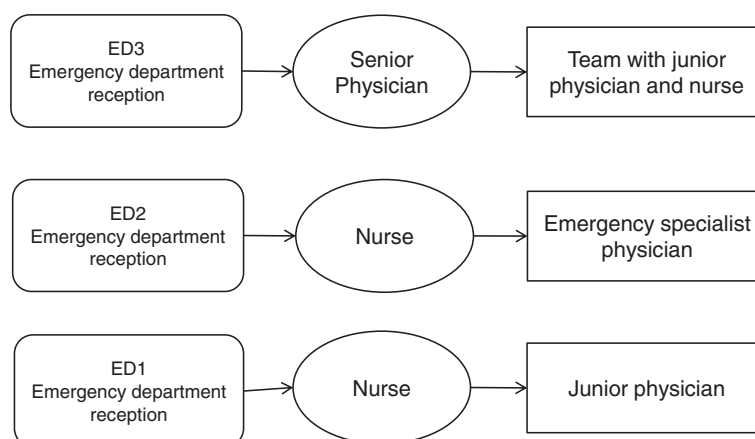 ED3
Emergency department
reception
Senior
Physician
Team with junior
physician and nurse
ED2
Emergency department
reception
Nurse
Emergency specialist
physician
ED1
Emergency department
reception
Nurse
Junior physician